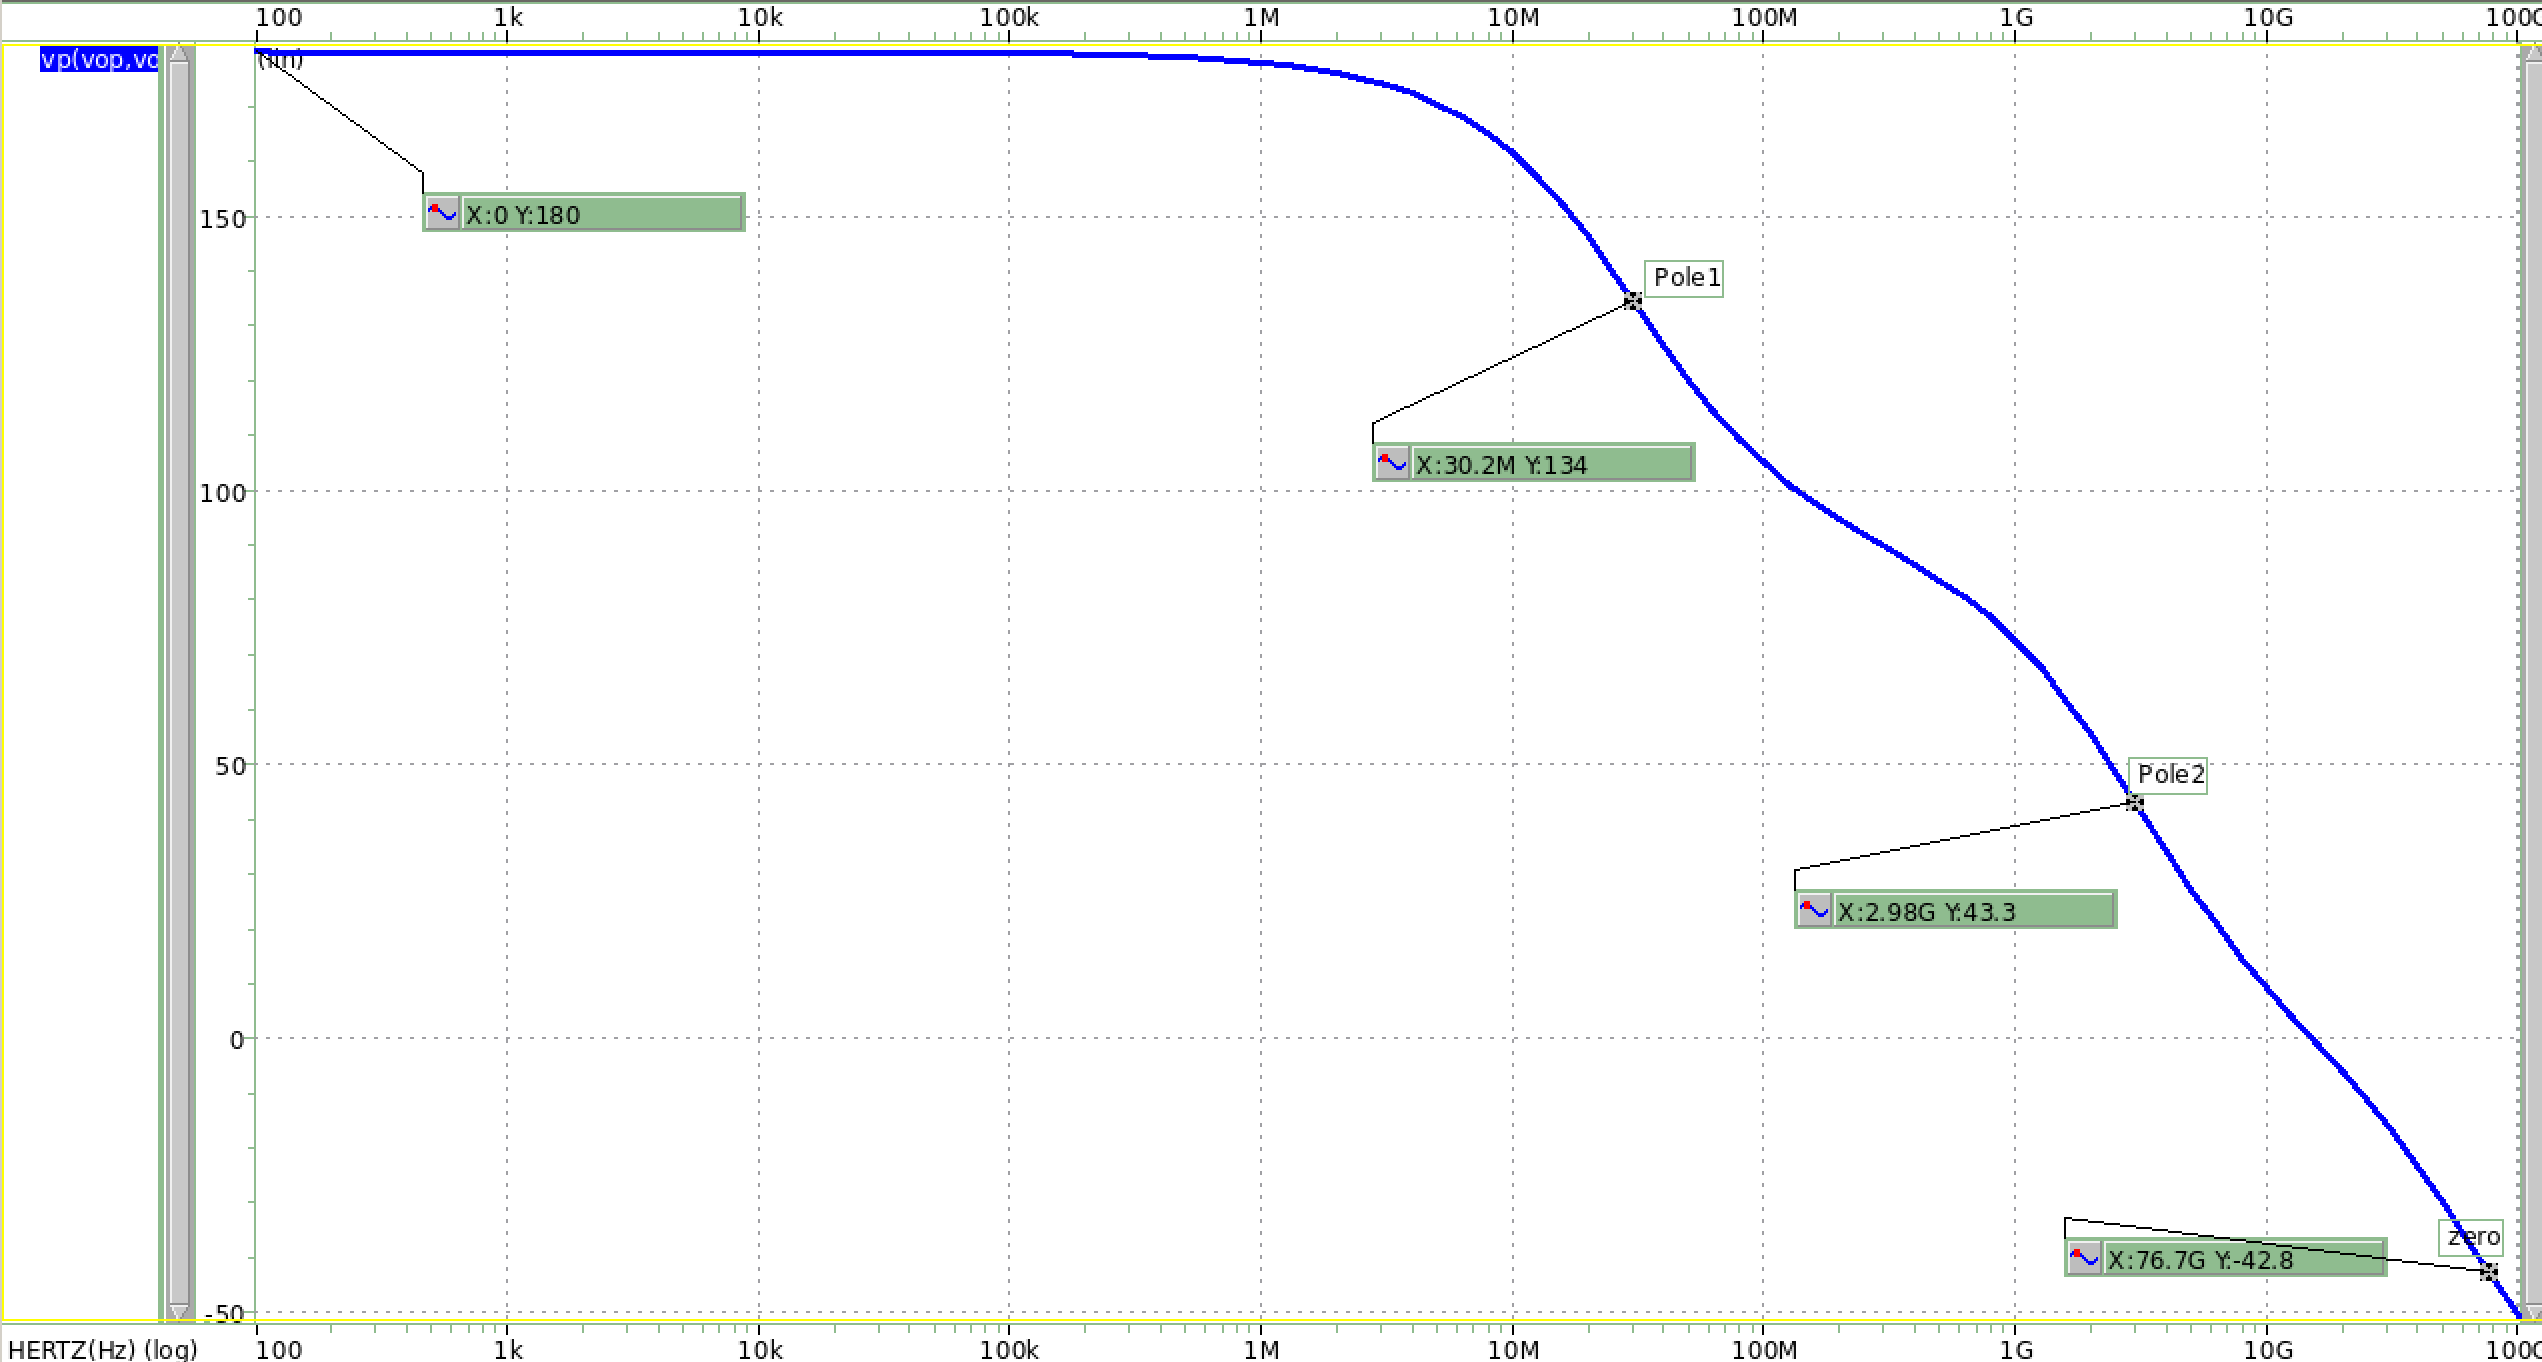 100 1k 10k 100k 1M 10M 100M 1G 10G 100G
vp(vop,vo
(lin)
Pole1
X:0 Y:180
150
X:30.2M Y:134
100
50
Pole2
X:2.98G Y:43.3
0
zero
X:76.7G Y:-42.8
-50
HERTZ(Hz) (log) 100 1k 10k 100k 1M 10M 100M 1G 10G 100G